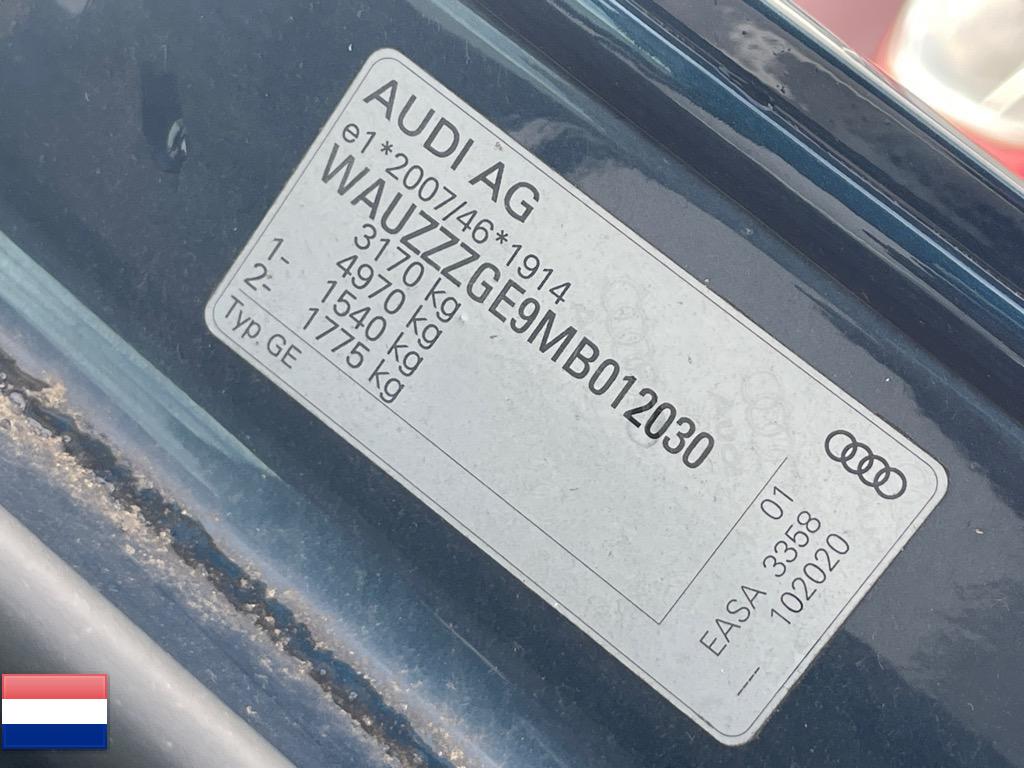 AUDI AG
e1*2007/46*1914
WAUZZZGE9MB012030
3170 kg
4970 kg
1- 1540 kg
2- 1775 kg
Typ. GE
01
EASA 3358
--- 102020